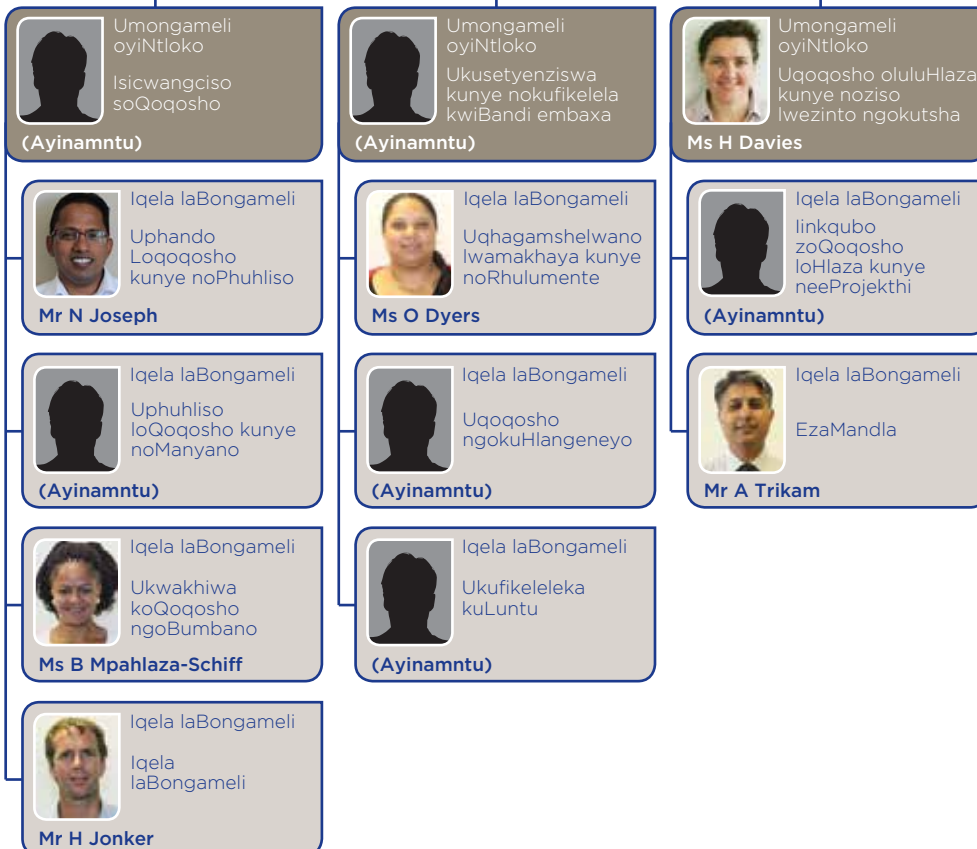 Umongameli
oyiNtloko
Isicwangciso
soQoqosho
(Ayinamntu)
Iqela laBongameli
Uphando
Loqoqosho
kunye noPhuhliso
Mr N Joseph
Iqela laBongameli
Uphuhliso
loQoqosho kunye
noManyano
(Ayinamntu)
Iqela laBongameli
Ukwakhiwa
koQoqosho
ngoBumbano
Ms B Mpahlaza-Schiff
Iqela laBongameli
Iqela
laBongameli
Mr H Jonker
Umongameli
oyiNtloko
Ukusetyenziswa
kunye nokufikelela
kwiBandi embaxa
(Ayinamntu)
Iqela laBongameli
Uqhagamshelwano
lwamakhaya kunye
noRhulumente
Ms O Dyers
Iqela laBongameli
Uqoqosho
ngokuHlangeneyo
(Ayinamntu)
Iqela laBongameli
Ukufikeleleka
kuLuntu
(Ayinamntu)
Umongameli
oyiNtloko
Uqoqosho oluluHlaza
kunye noziso
lwezinto ngokutsha
Ms H Davies
Iqela laBongameli
Iinkqubo
zoQoqosho
loHlaza kunye
neeProjekthi
(Ayinamntu)
Iqela laBongameli
EzaMandla
Mr A Trikam